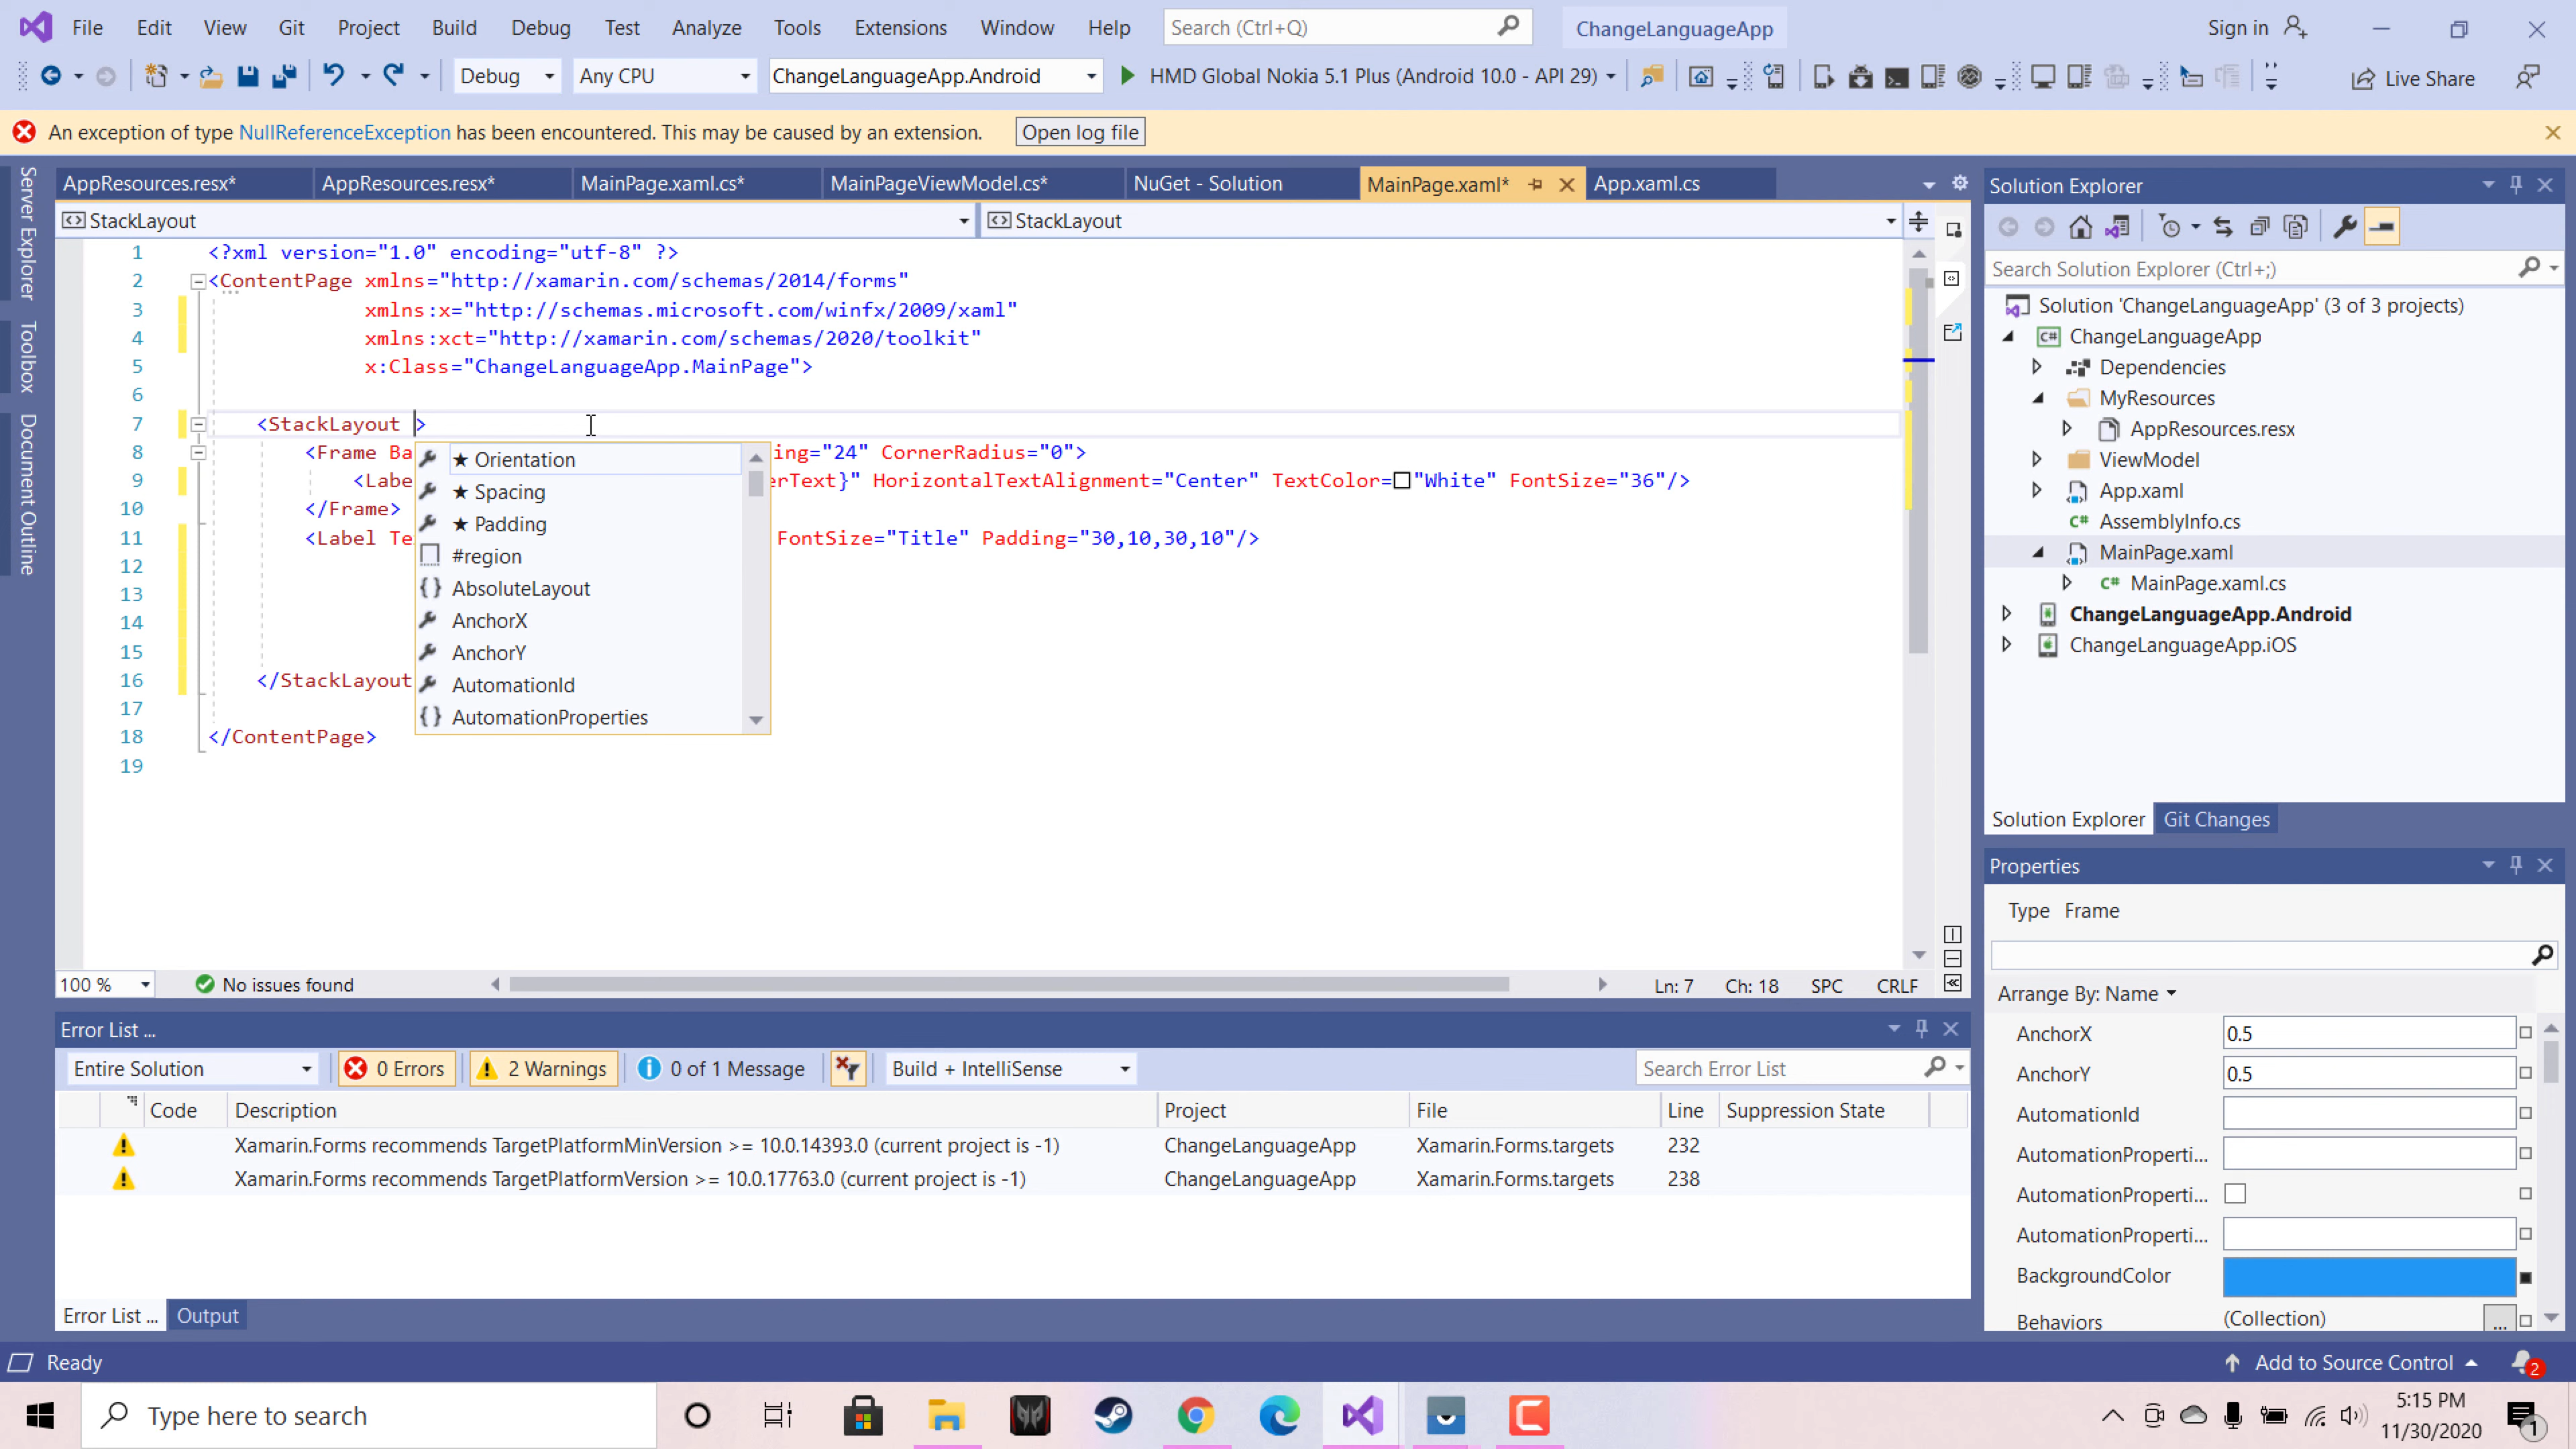 File Edit View Git Project Build Debug Test Analyze Tools Extensions Window Help Search (Ctrl+Q) ChangeLanguageApp Sign in
Debug Any CPU ChangeLanguageApp.Android HMD Global Nokia 5.1 Plus (Android 10.0 - API 29) Live Share
An exception of type NullReferenceException has been encountered. This may be caused by an extension. Open log file
Server Explorer
Toolbox
Document Outline
AppResources.resx* AppResources.resx* MainPage.xaml.cs* MainPageViewModel.cs* NuGet - Solution MainPage.xaml* App.xaml.cs
StackLayout StackLayout
1 <?xml version="1.0" encoding="utf-8" ?>
2 <ContentPage xmlns="http://xamarin.com/schemas/2014/forms"
3 xmlns:x="http://schemas.microsoft.com/winfx/2009/xaml"
4 xmlns:xct="http://xamarin.com/schemas/2020/toolkit"
5 x:Class="ChangeLanguageApp.MainPage">
6
7 <StackLayout >
8 <Frame Ba ing="24" CornerRadius="0">
9 <Labe erText}" HorizontalTextAlignment="Center" TextColor="White" FontSize="36"/>
10 </Frame>
11 <Label Te FontSize="Title" Padding="30,10,30,10"/>
12
13
14
15
16 </StackLayout
17
18 </ContentPage>
19
★ Orientation
★ Spacing
★ Padding
#region
{} AbsoluteLayout
AnchorX
AnchorY
AutomationId
{} AutomationProperties
100 % No issues found Ln: 7 Ch: 18 SPC CRLF
Error List ...
Entire Solution 0 Errors 2 Warnings 0 of 1 Message Build + IntelliSense Search Error List
Code Description Project File Line Suppression State
Xamarin.Forms recommends TargetPlatformMinVersion >= 10.0.14393.0 (current project is -1) ChangeLanguageApp Xamarin.Forms.targets 232
Xamarin.Forms recommends TargetPlatformVersion >= 10.0.17763.0 (current project is -1) ChangeLanguageApp Xamarin.Forms.targets 238
Error List ... Output
Solution Explorer
Search Solution Explorer (Ctrl+;)
Solution 'ChangeLanguageApp' (3 of 3 projects)
C# ChangeLanguageApp
Dependencies
MyResources
AppResources.resx
ViewModel
App.xaml
C# AssemblyInfo.cs
MainPage.xaml
C# MainPage.xaml.cs
ChangeLanguageApp.Android
ChangeLanguageApp.iOS
Solution Explorer Git Changes
Properties
Type Frame
Arrange By: Name
AnchorX 0.5
AnchorY 0.5
AutomationId
AutomationProperti...
AutomationProperti...
AutomationProperti...
BackgroundColor
Behaviors (Collection) ...
Ready Add to Source Control 2
Type here to search 5:15 PM
11/30/2020 1